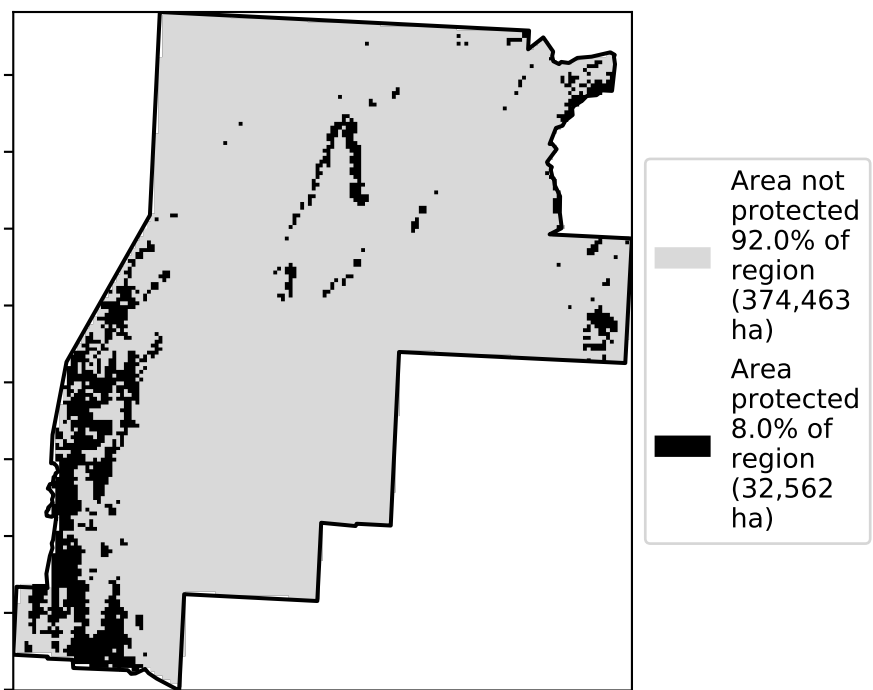 Area not
protected
92.0% of
region
(374,463
ha)
Area
protected
8.0% of
region
(32,562
ha)